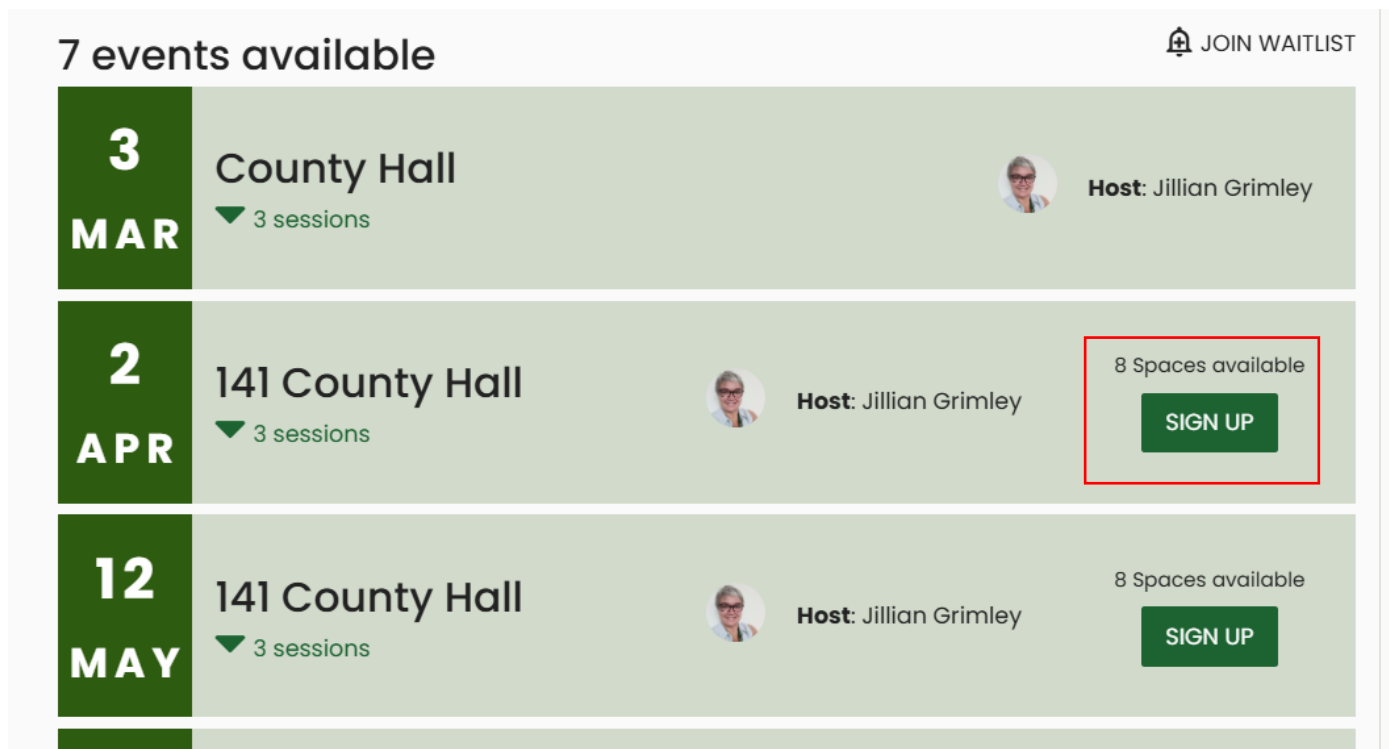 7 events available
JOIN WAITLIST
3
MAR
County Hall
3 sessions
Host: Jillian Grimley
2
APR
141 County Hall
3 sessions
Host: Jillian Grimley
8 Spaces available
SIGN UP
12
MAY
141 County Hall
3 sessions
Host: Jillian Grimley
8 Spaces available
SIGN UP